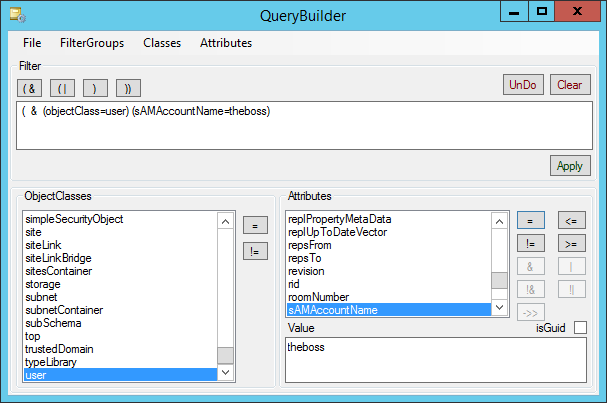 QueryBuilder
File FilterGroups Classes Attributes
Filter
( & ( | ) )) UnDo Clear
( & (objectClass=user) (sAMAccountName=theboss)
Apply
ObjectClasses
simpleSecurityObject
site
siteLink
siteLinkBridge
sitesContainer
storage
subnet
subnetContainer
subSchema
top
trustedDomain
typeLibrary
user
=
!=
Attributes
replPropertyMetaData
replUpToDateVector
repsFrom
repsTo
revision
rid
roomNumber
sAMAccountName
= <=
!= >=
& |
!& !|
->>
Value isGuid
theboss